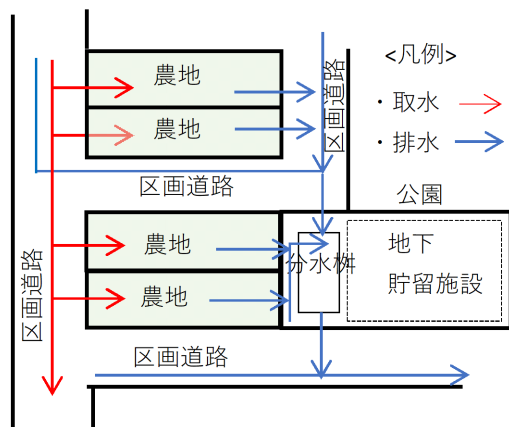 <凡例>
・取水
・排水
農地
農地
区画道路
区画道路
公園
農地
農地
分水桝
地下
貯留施設
区画道路
区画道路